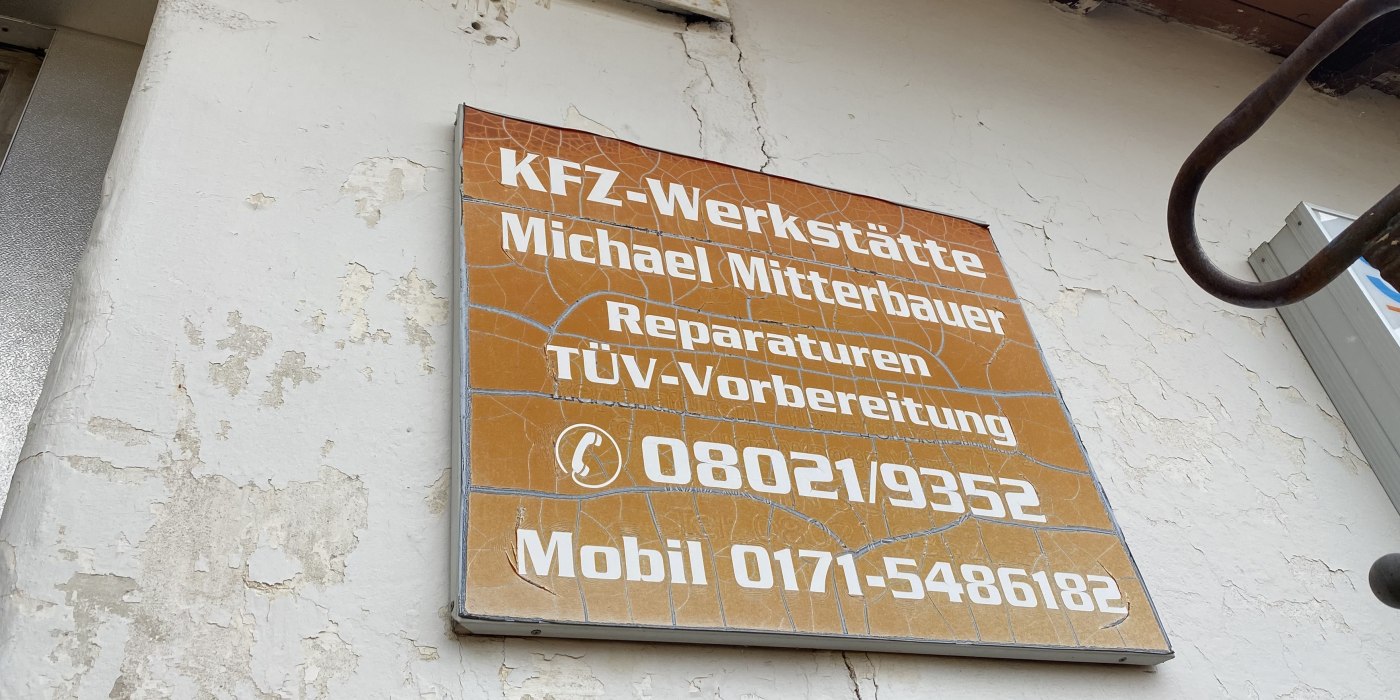 KFZ-Werkstätte
Michael Mitterbauer
Reparaturen
TÜV-Vorbereitung
08021/9352
Mobil 0171-5486182